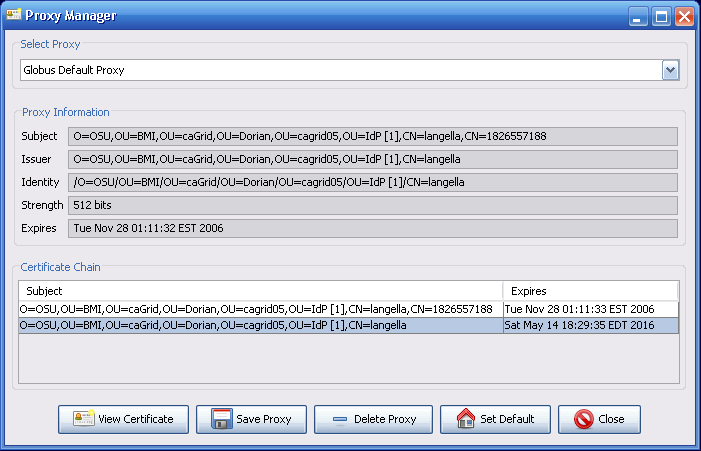 Proxy Manager
Select Proxy
Globus Default Proxy
Proxy Information
Subject O=OSU,OU=BMI,OU=caGrid,OU=Dorian,OU=cagrid05,OU=IdP [1],CN=langella,CN=1826557188
Issuer O=OSU,OU=BMI,OU=caGrid,OU=Dorian,OU=cagrid05,OU=IdP [1],CN=langella
Identity /O=OSU/OU=BMI/OU=caGrid/OU=Dorian/OU=cagrid05/OU=IdP [1]/CN=langella
Strength 512 bits
Expires Tue Nov 28 01:11:32 EST 2006
Certificate Chain
Subject Expires
O=OSU,OU=BMI,OU=caGrid,OU=Dorian,OU=cagrid05,OU=IdP [1],CN=langella,CN=1826557188 Tue Nov 28 01:11:33 EST 2006
O=OSU,OU=BMI,OU=caGrid,OU=Dorian,OU=cagrid05,OU=IdP [1],CN=langella Sat May 14 18:29:35 EDT 2016
View Certificate Save Proxy Delete Proxy Set Default Close